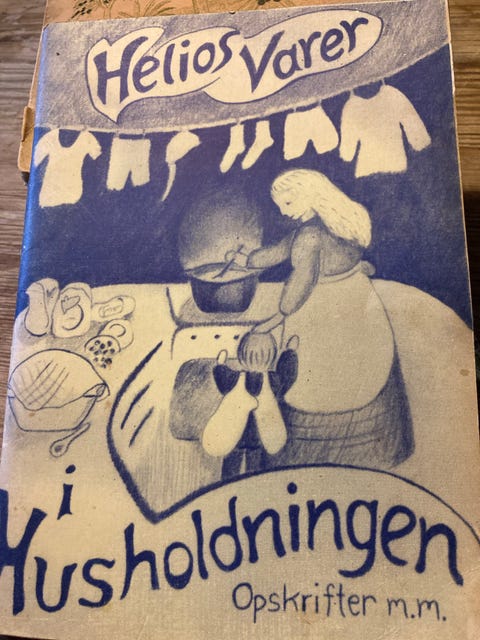 Helios Varer
i
Husholdningen
Opskrifter m.m.